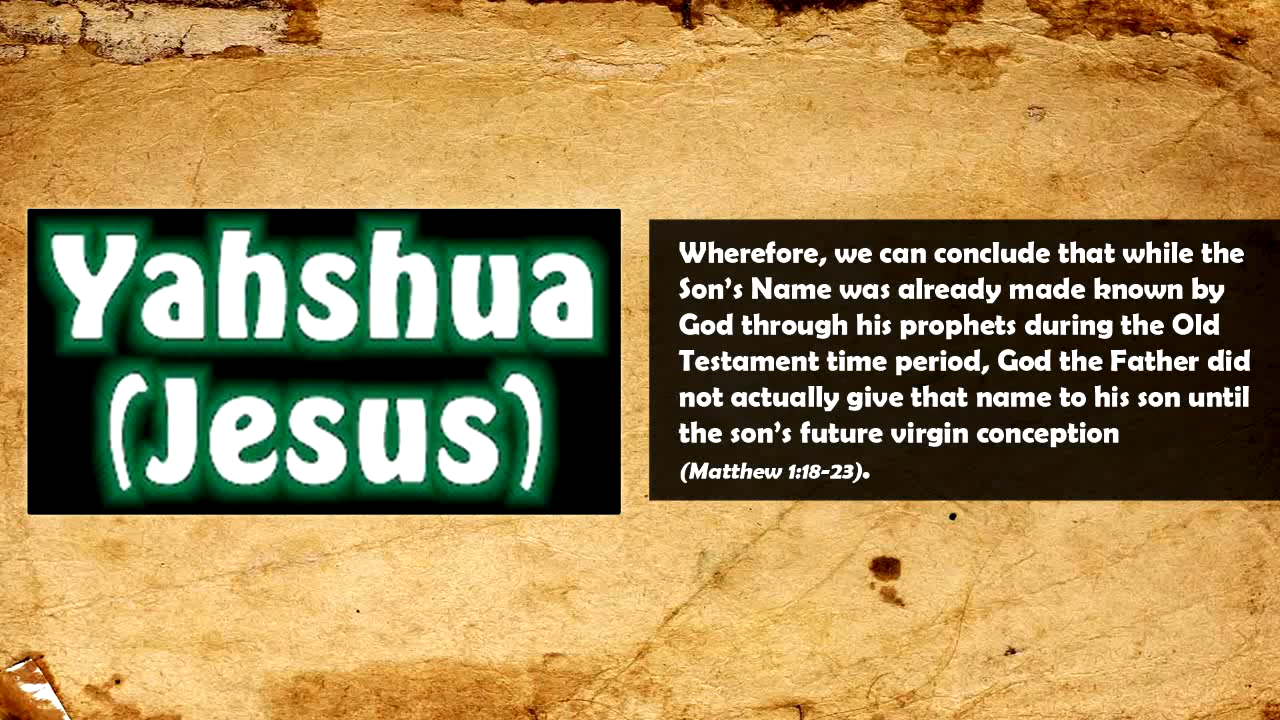 Yahshua
(Jesus)
Wherefore, we can conclude that while the
Son's Name was already made known by
God through his prophets during the Old
Testament time period, God the Father did
not actually give that name to his son until
the son's future virgin conception
(Matthew 1:18-23).